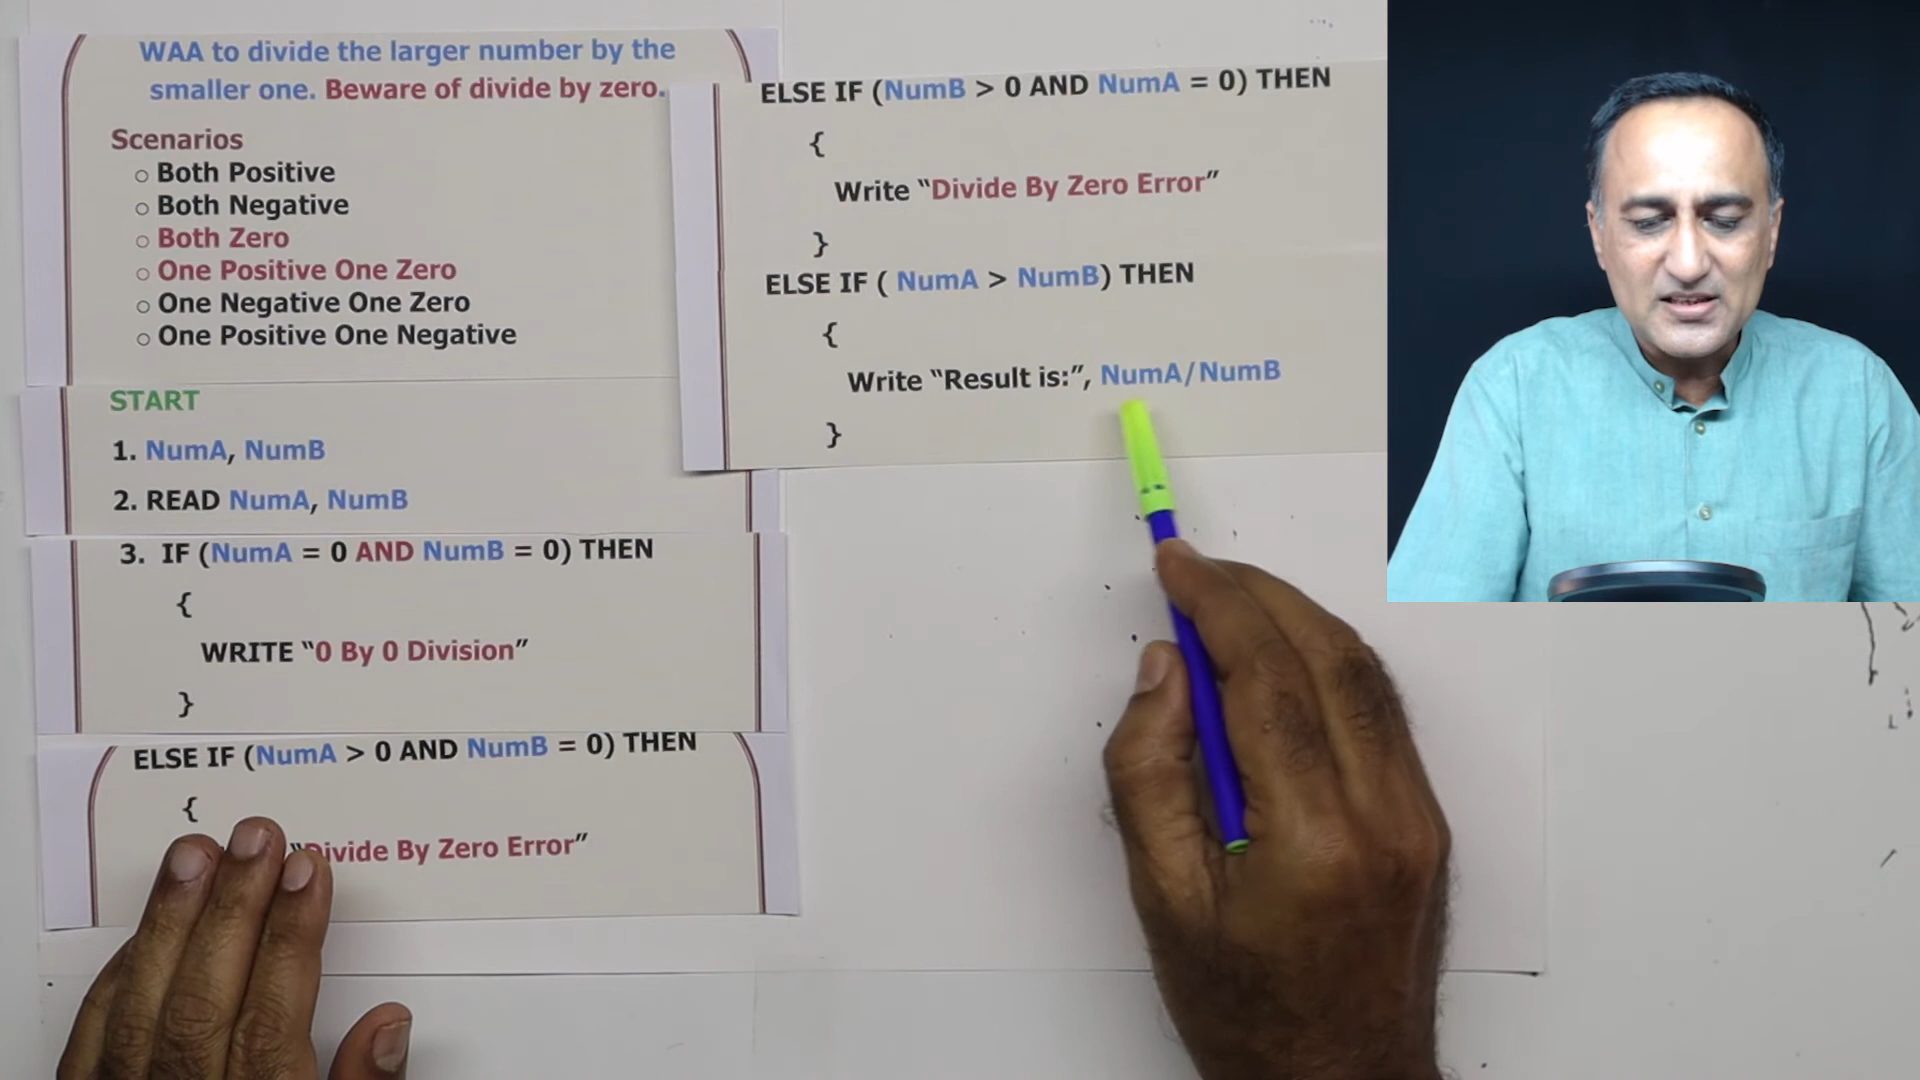 WAA to divide the larger number by the
smaller one. Beware of divide by zero.
Scenarios
○ Both Positive
○ Both Negative
○ Both Zero
○ One Positive One Zero
○ One Negative One Zero
○ One Positive One Negative
START
1. NumA, NumB
2. READ NumA, NumB
3. IF (NumA = 0 AND NumB = 0) THEN
{
WRITE “0 By 0 Division”
}
ELSE IF (NumA > 0 AND NumB = 0) THEN
{
“Divide By Zero Error”
ELSE IF (NumB > 0 AND NumA = 0) THEN
{
Write “Divide By Zero Error”
}
ELSE IF ( NumA > NumB) THEN
{
Write “Result is:”, NumA/NumB
}